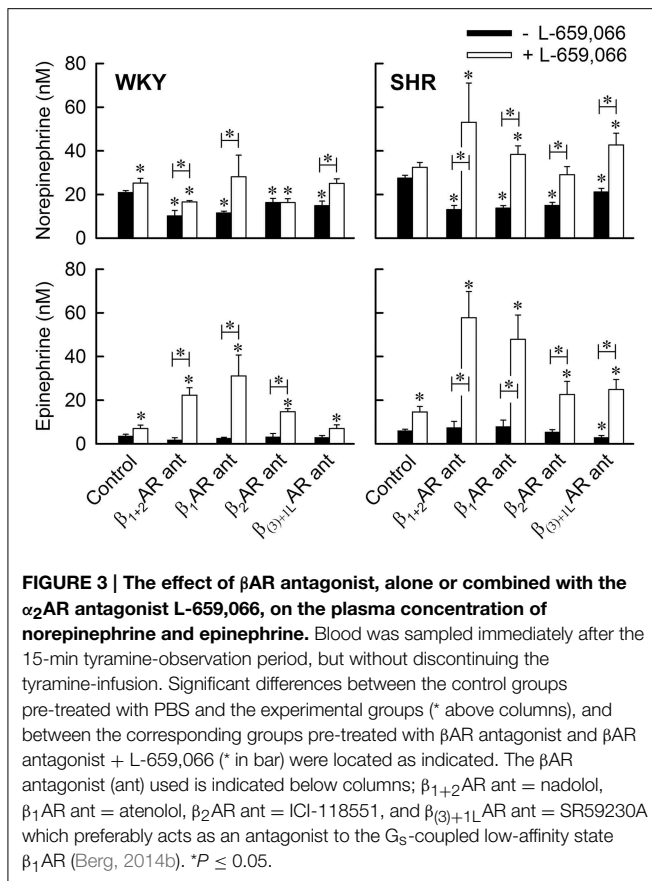 - L-659,066
+ L-659,066
WKY
SHR
Norepinephrine (nM)
80
60
40
20
0
* * * * * * * * * * * *
* * * * * * * * * * *
Epinephrine (nM)
80
60
40
20
0
* * * * * * * *
* * * * * * * * * *
Control
β1+2AR ant
β1AR ant
β2AR ant
β(3)+1LAR ant
Control
β1+2AR ant
β1AR ant
β2AR ant
β(3)+1LAR ant
FIGURE 3 | The effect of βAR antagonist, alone or combined with the
α2AR antagonist L-659,066, on the plasma concentration of
norepinephrine and epinephrine. Blood was sampled immediately after the
15-min tyramine-observation period, but without discontinuing the
tyramine-infusion. Significant differences between the control groups
pre-treated with PBS and the experimental groups (* above columns), and
between the corresponding groups pre-treated with βAR antagonist and βAR
antagonist + L-659,066 (* in bar) were located as indicated. The βAR
antagonist (ant) used is indicated below columns; β1+2AR ant = nadolol,
β1AR ant = atenolol, β2AR ant = ICI-118551, and β(3)+1LAR ant = SR59230A
which preferably acts as an antagonist to the Gs-coupled low-affinity state
β1AR (Berg, 2014b). *P ≤ 0.05.